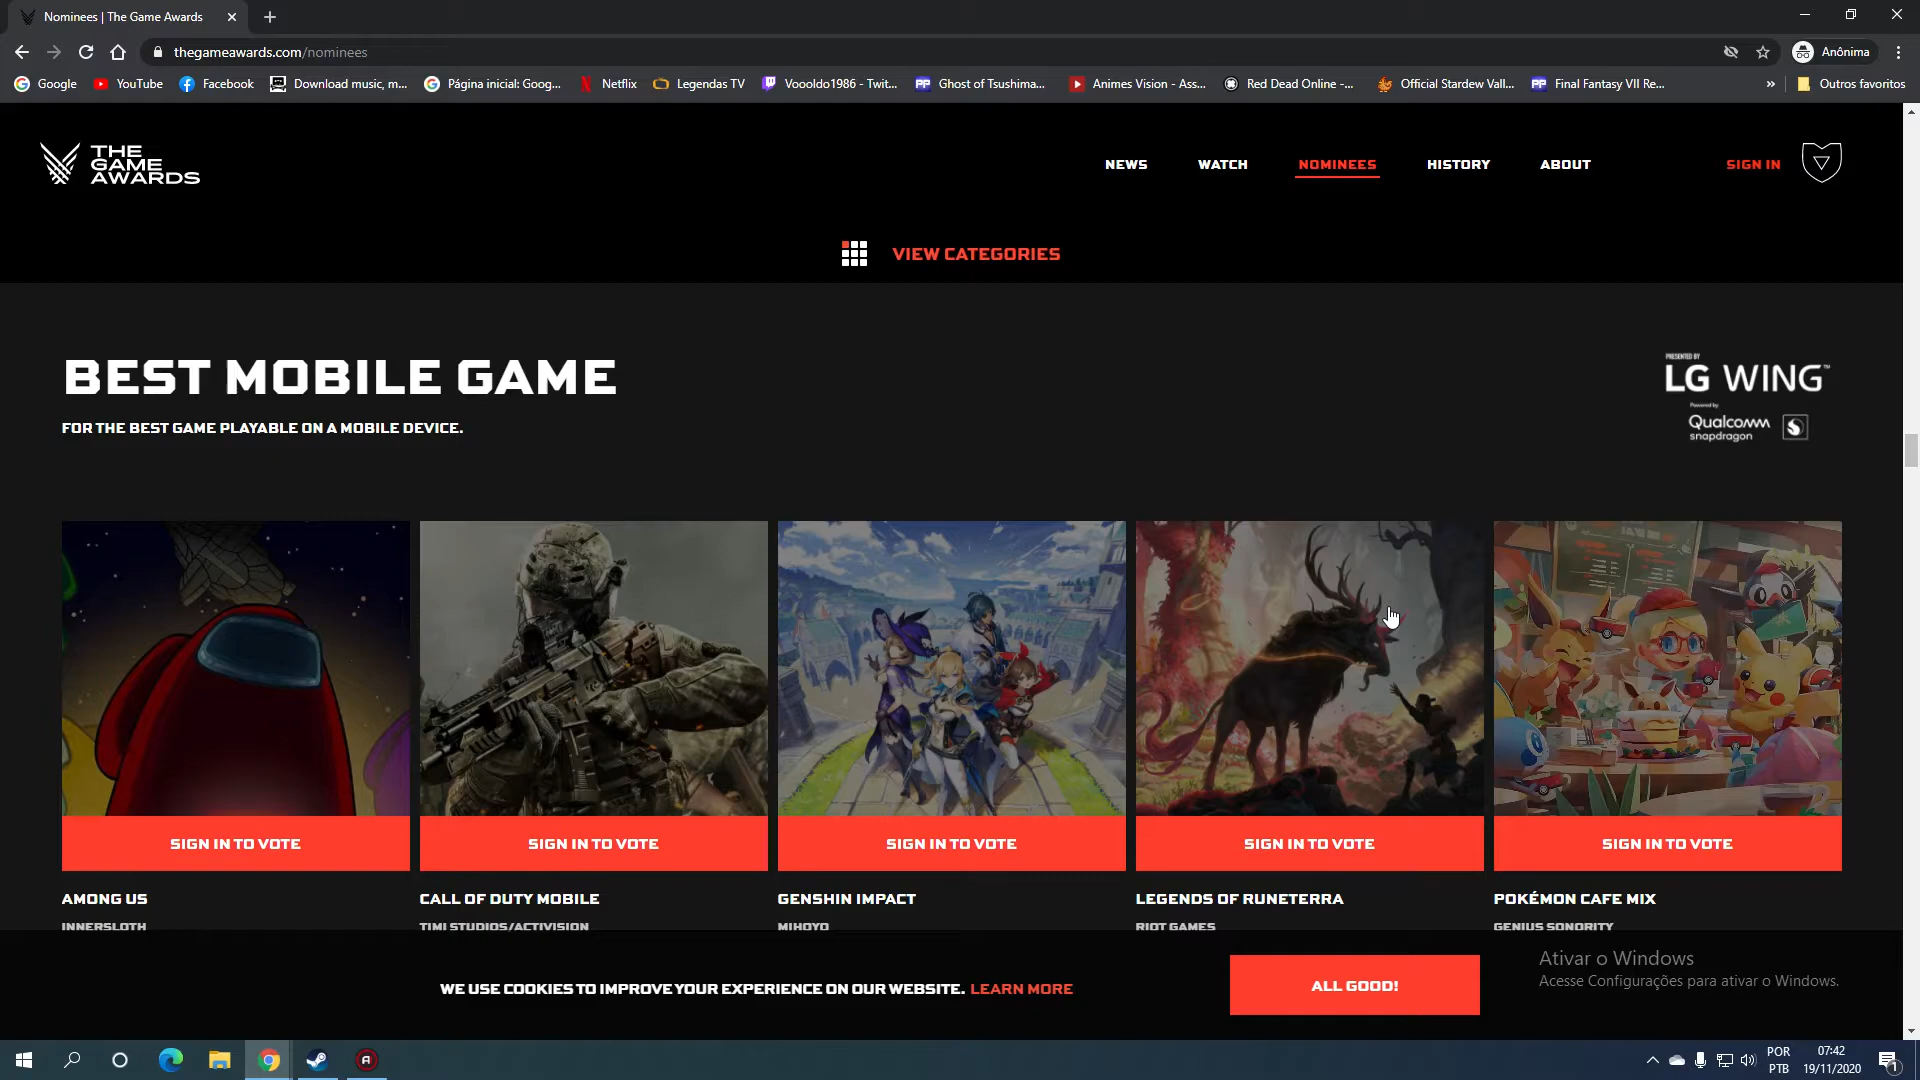 Nominees | The Game Awards
thegameawards.com/nominees
Anônima
Google YouTube Facebook Download music, m... Página inicial: Goog... Netflix Legendas TV Voooldo1986 - Twit... Ghost of Tsushima... Animes Vision - Ass... Red Dead Online -... Official Stardew Vall... Final Fantasy VII Re... » Outros favoritos
THE
GAME
AWARDS
NEWS WATCH NOMINEES HISTORY ABOUT SIGN IN
VIEW CATEGORIES
BEST MOBILE GAME
FOR THE BEST GAME PLAYABLE ON A MOBILE DEVICE.
PRESENTED BY
LG WING™
Powered by
Qualcomm
snapdragon
SIGN IN TO VOTE SIGN IN TO VOTE SIGN IN TO VOTE SIGN IN TO VOTE SIGN IN TO VOTE
AMONG US CALL OF DUTY MOBILE GENSHIN IMPACT LEGENDS OF RUNETERRA POKÉMON CAFE MIX
INNERSLOTH TIMI STUDIOS/ACTIVISION MIHOYO RIOT GAMES GENIUS SONORITY
WE USE COOKIES TO IMPROVE YOUR EXPERIENCE ON OUR WEBSITE. LEARN MORE
ALL GOOD!
Ativar o Windows
Acesse Configurações para ativar o Windows.
POR
PTB
07:42
19/11/2020
1